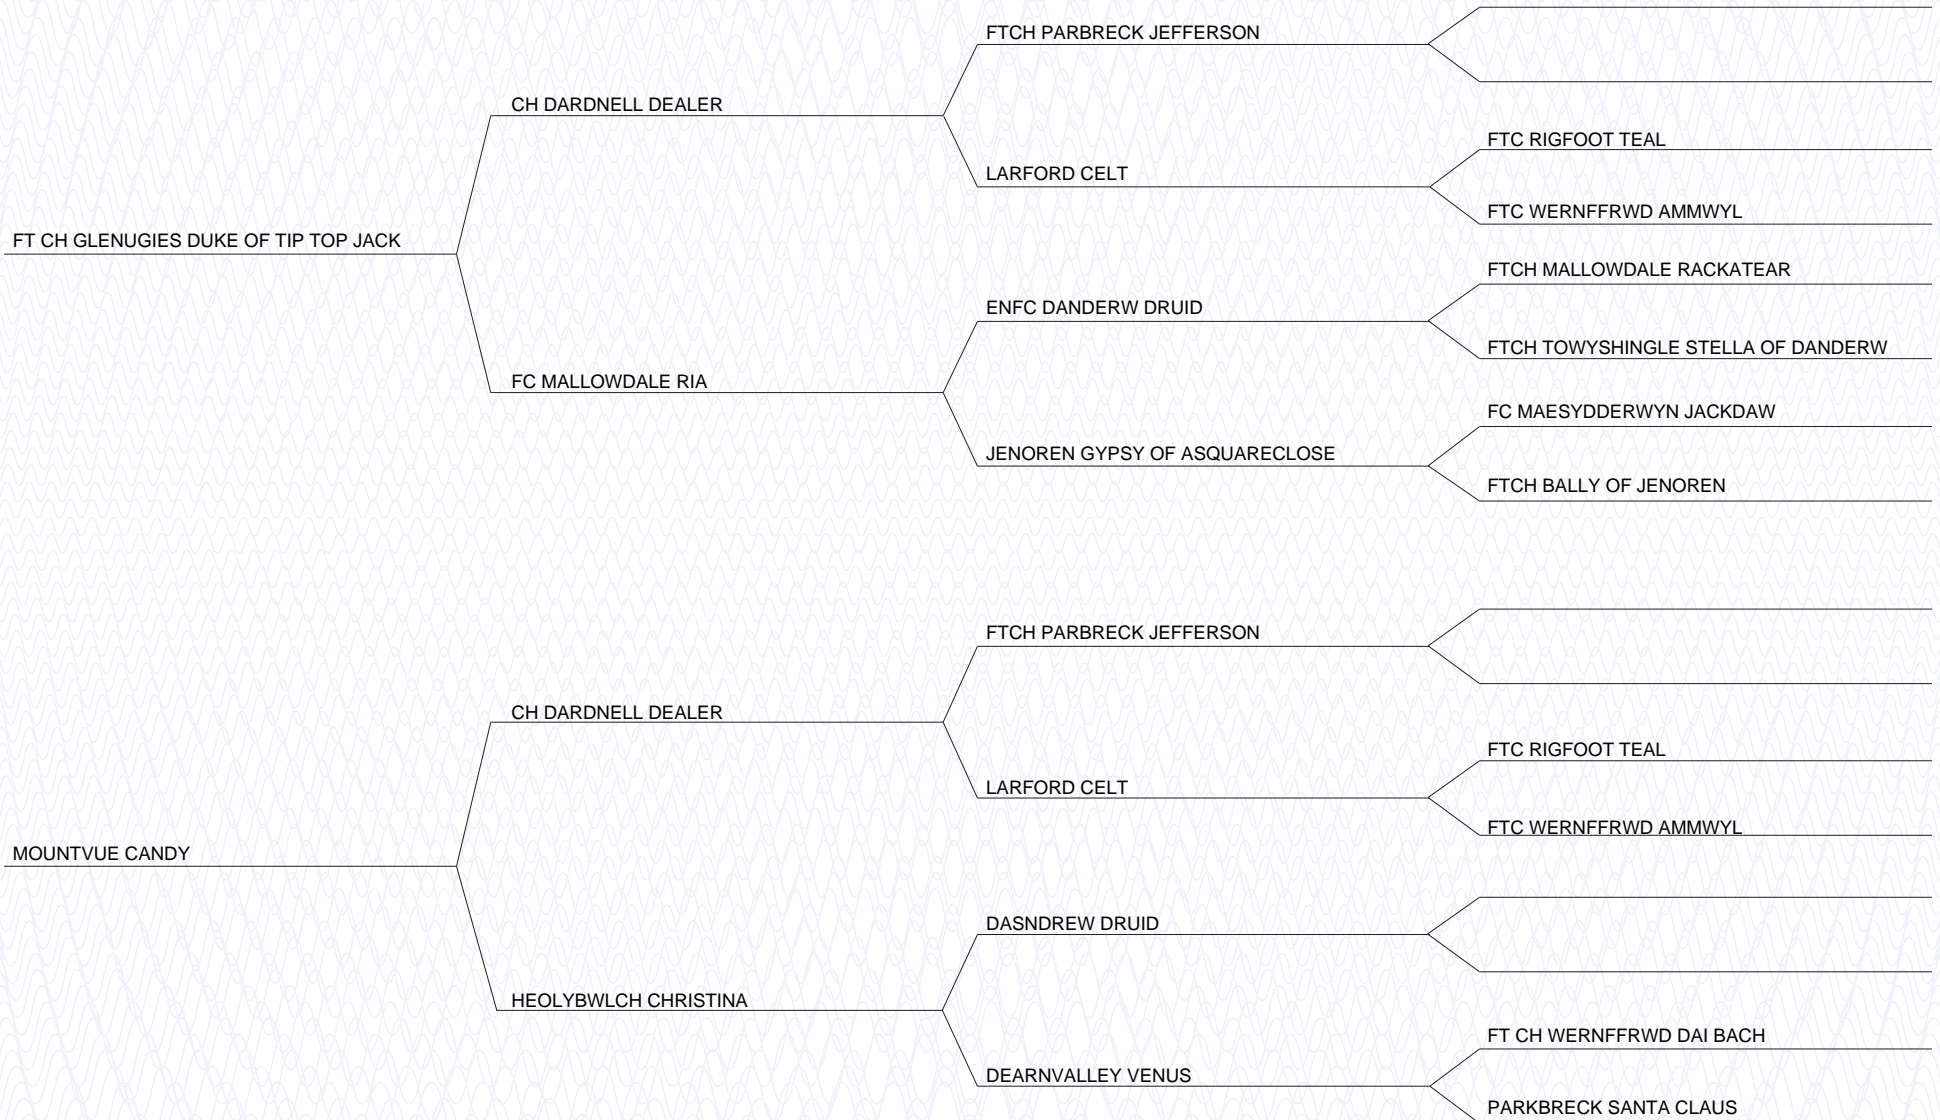 FTCH PARBRECK JEFFERSON
CH DARDNELL DEALER
FTC RIGFOOT TEAL
LARFORD CELT
FTC WERNFFRWD AMMWYL
FT CH GLENUGIES DUKE OF TIP TOP JACK
FTCH MALLOWDALE RACKATEAR
ENFC DANDERW DRUID
FTCH TOWYSHINGLE STELLA OF DANDERW
FC MALLOWDALE RIA
FC MAESYDDERWYN JACKDAW
JENOREN GYPSY OF ASQUARECLOSE
FTCH BALLY OF JENOREN
FTCH PARBRECK JEFFERSON
CH DARDNELL DEALER
FTC RIGFOOT TEAL
LARFORD CELT
FTC WERNFFRWD AMMWYL
MOUNTVUE CANDY
DASNDREW DRUID
HEOLYBWLCH CHRISTINA
FT CH WERNFFRWD DAI BACH
DEARNVALLEY VENUS
PARKBRECK SANTA CLAUS